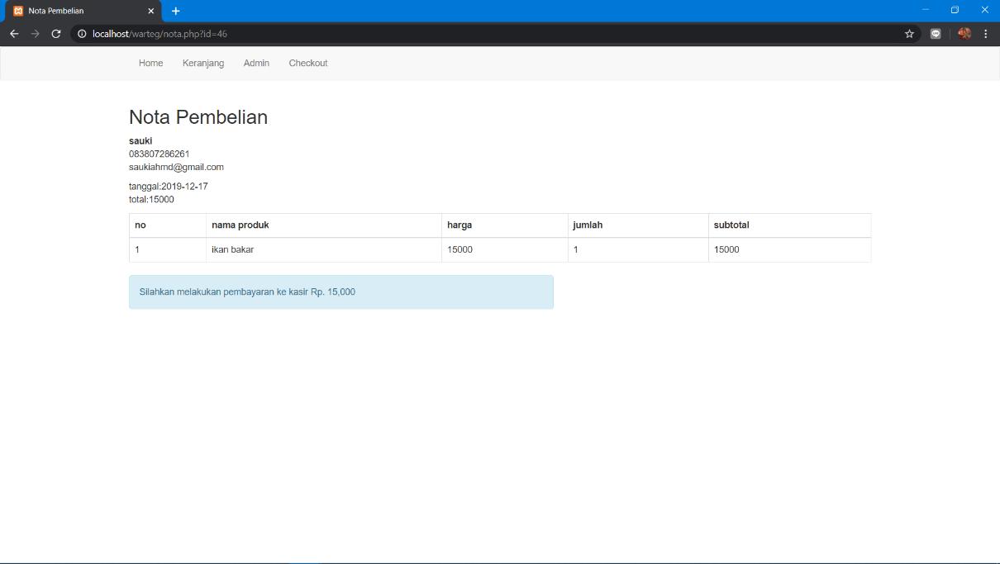 Nota Pembelian
localhost/warteg/nota.php?id=46
Home Keranjang Admin Checkout
Nota Pembelian
sauki
083807286261
saukiahmd@gmail.com
tanggal:2019-12-17
total:15000
no nama produk harga jumlah subtotal
1 ikan bakar 15000 1 15000
Silahkan melakukan pembayaran ke kasir Rp. 15,000